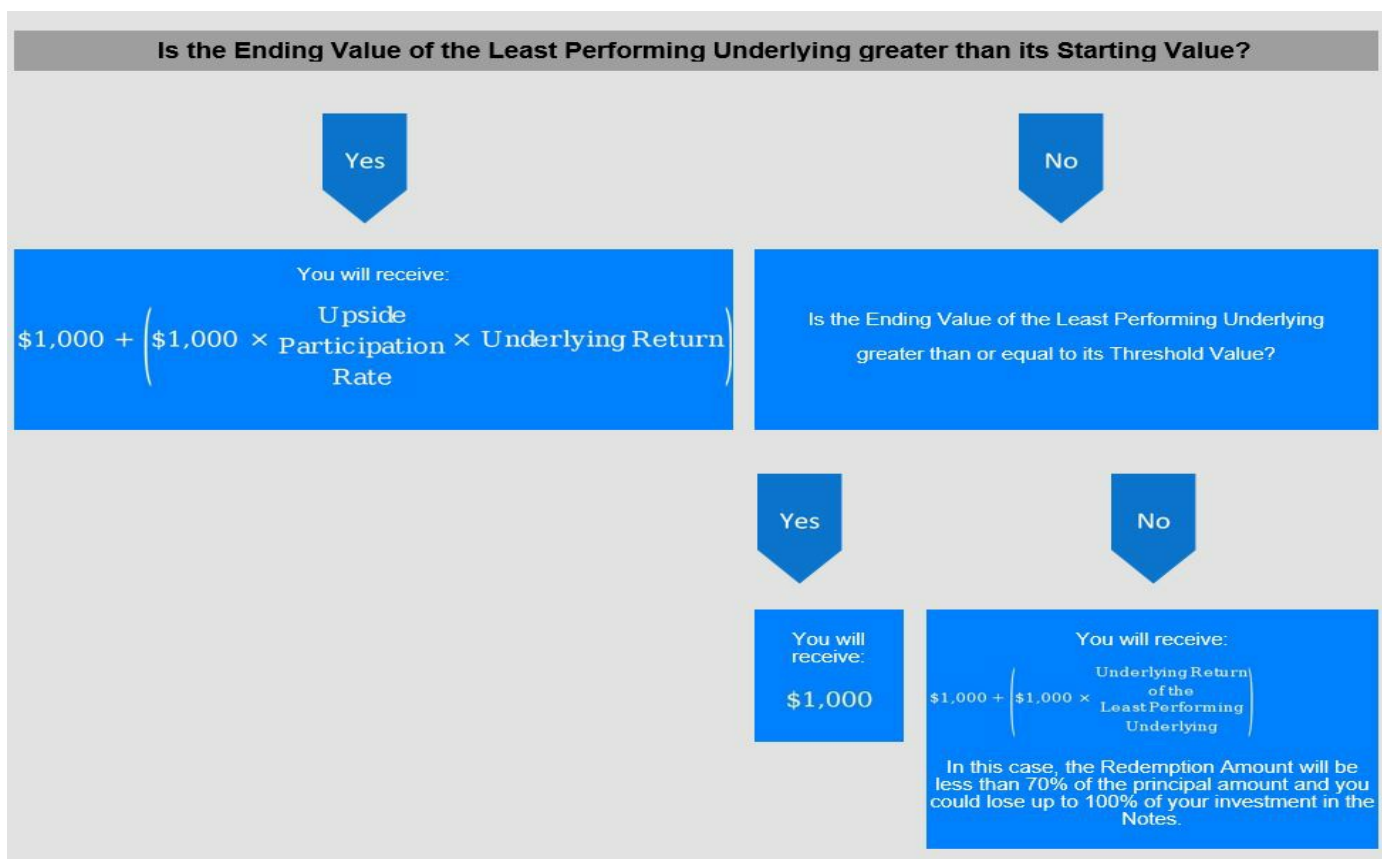 Is the Ending Value of the Least Performing Underlying greater than its Starting Value?
Yes
No
You will receive:
$1,000 + ($1,000 × Upside Participation Rate × Underlying Return)
Is the Ending Value of the Least Performing Underlying
greater than or equal to its Threshold Value?
Yes
No
You will
receive:
$1,000
You will receive:
$1,000 + ($1,000 × Underlying Return of the Least Performing Underlying)
In this case, the Redemption Amount will be
less than 70% of the principal amount and you
could lose up to 100% of your investment in the
Notes.